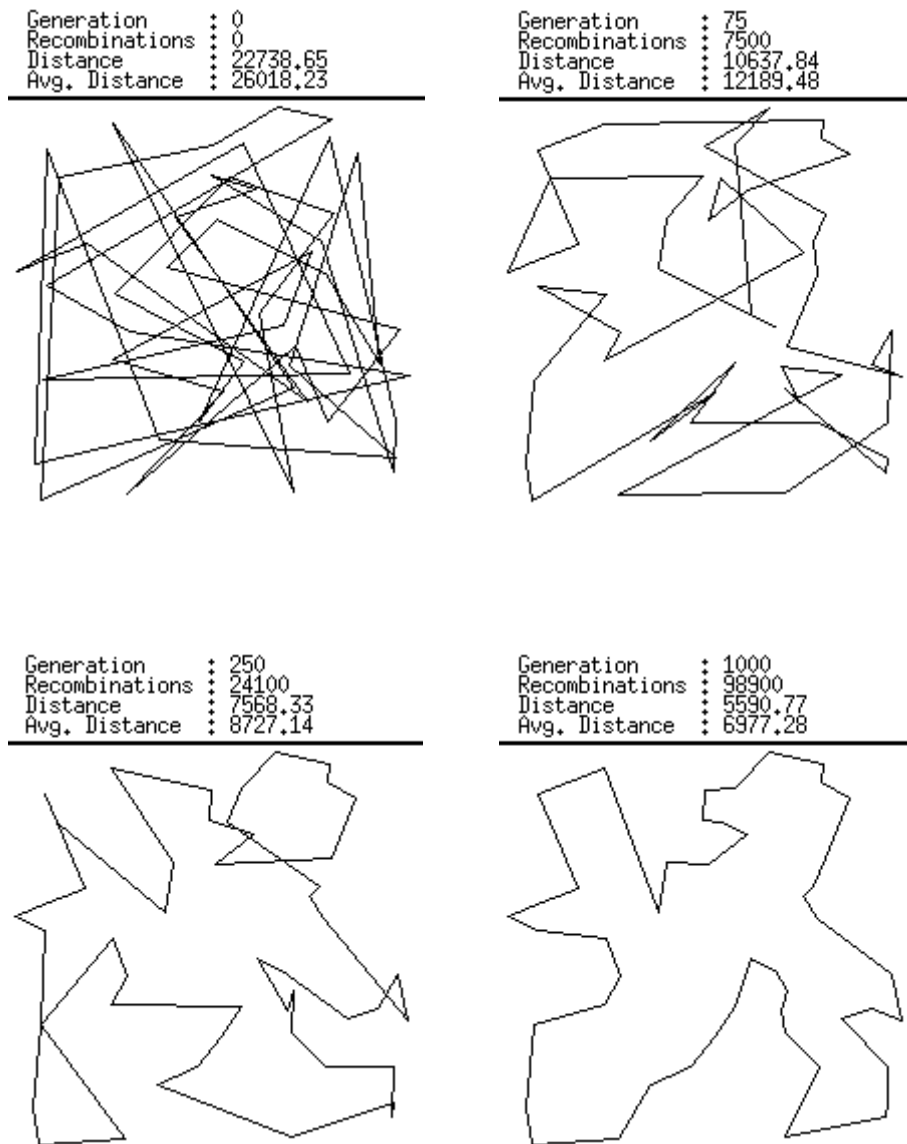 Generation : 0
Recombinations : 0
Distance : 22738.65
Avg. Distance : 26018.23
Generation : 75
Recombinations : 7500
Distance : 10637.84
Avg. Distance : 12189.48
Generation : 250
Recombinations : 24100
Distance : 7568.33
Avg. Distance : 8727.14
Generation : 1000
Recombinations : 98900
Distance : 5590.77
Avg. Distance : 6977.28